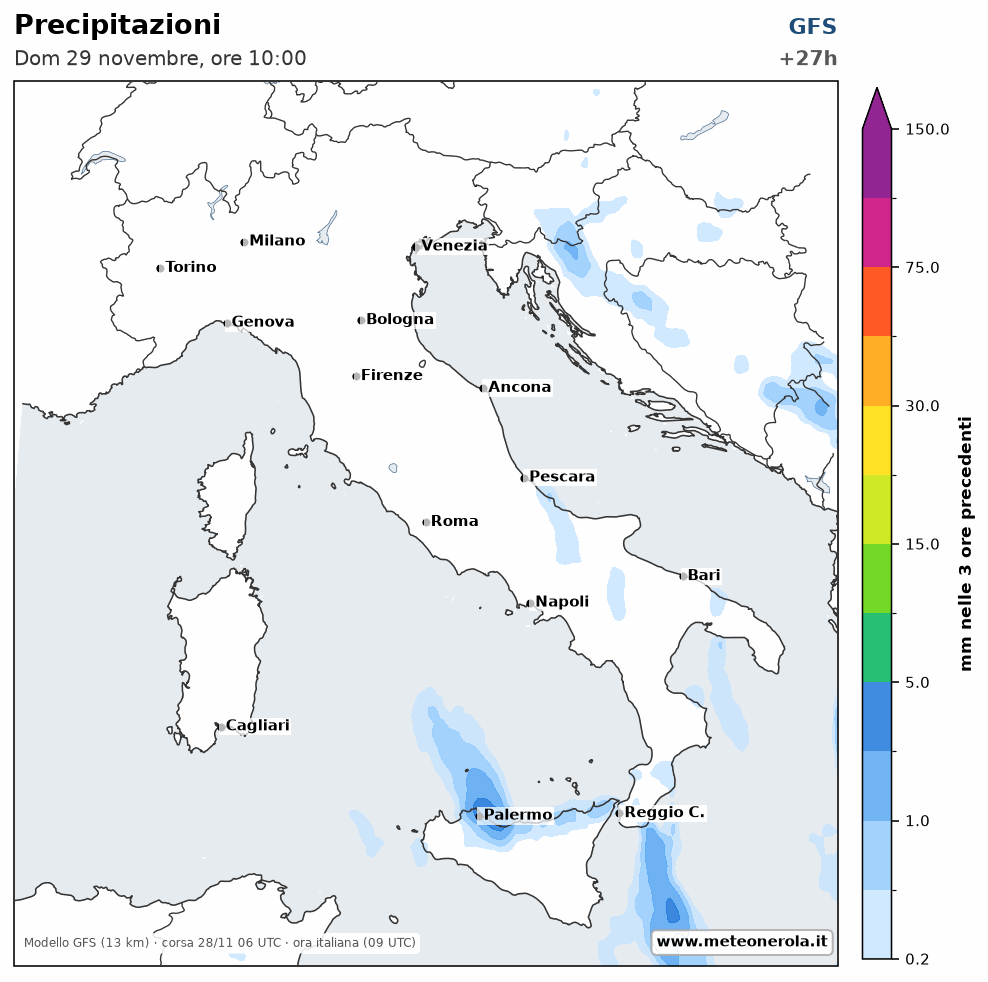 Precipitazioni
GFS
Dom 29 novembre, ore 10:00
+27h
150.0
75.0
30.0
15.0
5.0
1.0
0.2
mm nelle 3 ore precedenti
Milano
Venezia
Torino
Genova
Bologna
Firenze
Ancona
Pescara
Roma
Bari
Napoli
Cagliari
Palermo
Reggio C.
Modello GFS (13 km) · corsa 28/11 06 UTC · ora italiana (09 UTC)
www.meteonerola.it